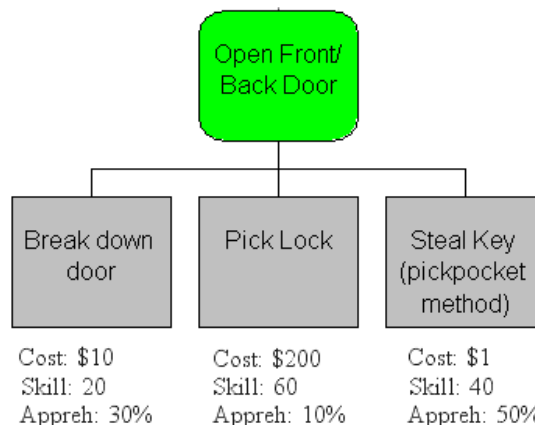 Open Front/
Back Door
Break down
door
Pick Lock
Steal Key
(pickpocket
method)
Cost: $10
Skill: 20
Appreh: 30%
Cost: $200
Skill: 60
Appreh: 10%
Cost: $1
Skill: 40
Appreh: 50%